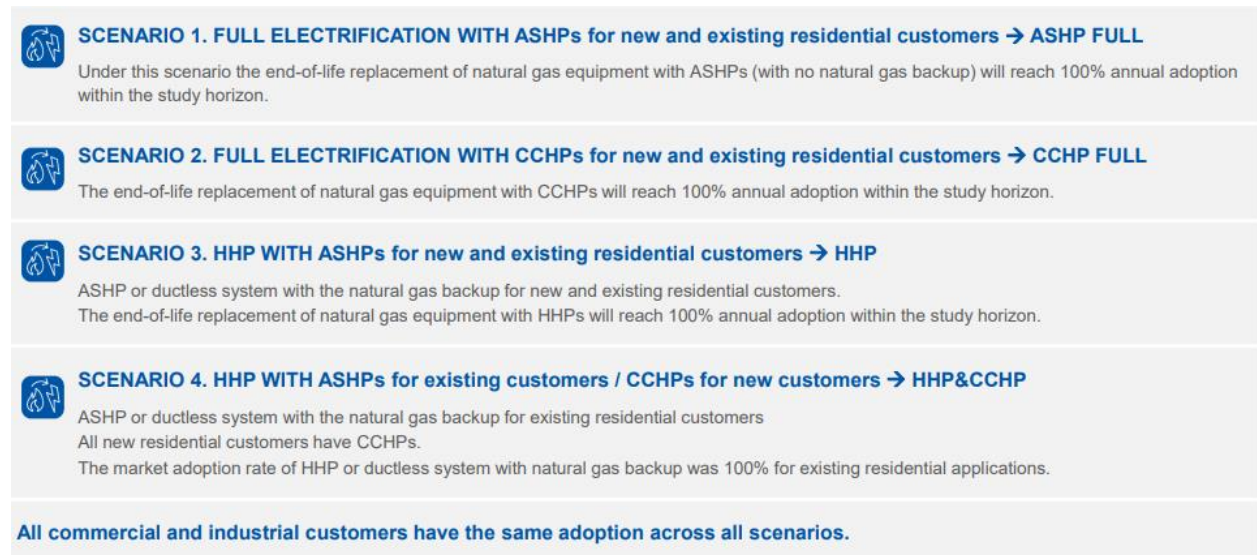 SCENARIO 1. FULL ELECTRIFICATION WITH ASHPs for new and existing residential customers → ASHP FULL
Under this scenario the end-of-life replacement of natural gas equipment with ASHPs (with no natural gas backup) will reach 100% annual adoption
within the study horizon.
SCENARIO 2. FULL ELECTRIFICATION WITH CCHPs for new and existing residential customers → CCHP FULL
The end-of-life replacement of natural gas equipment with CCHPs will reach 100% annual adoption within the study horizon.
SCENARIO 3. HHP WITH ASHPs for new and existing residential customers → HHP
ASHP or ductless system with the natural gas backup for new and existing residential customers.
The end-of-life replacement of natural gas equipment with HHPs will reach 100% annual adoption within the study horizon.
SCENARIO 4. HHP WITH ASHPs for existing customers / CCHPs for new customers → HHP&CCHP
ASHP or ductless system with the natural gas backup for existing residential customers
All new residential customers have CCHPs.
The market adoption rate of HHP or ductless system with natural gas backup was 100% for existing residential applications.
All commercial and industrial customers have the same adoption across all scenarios.